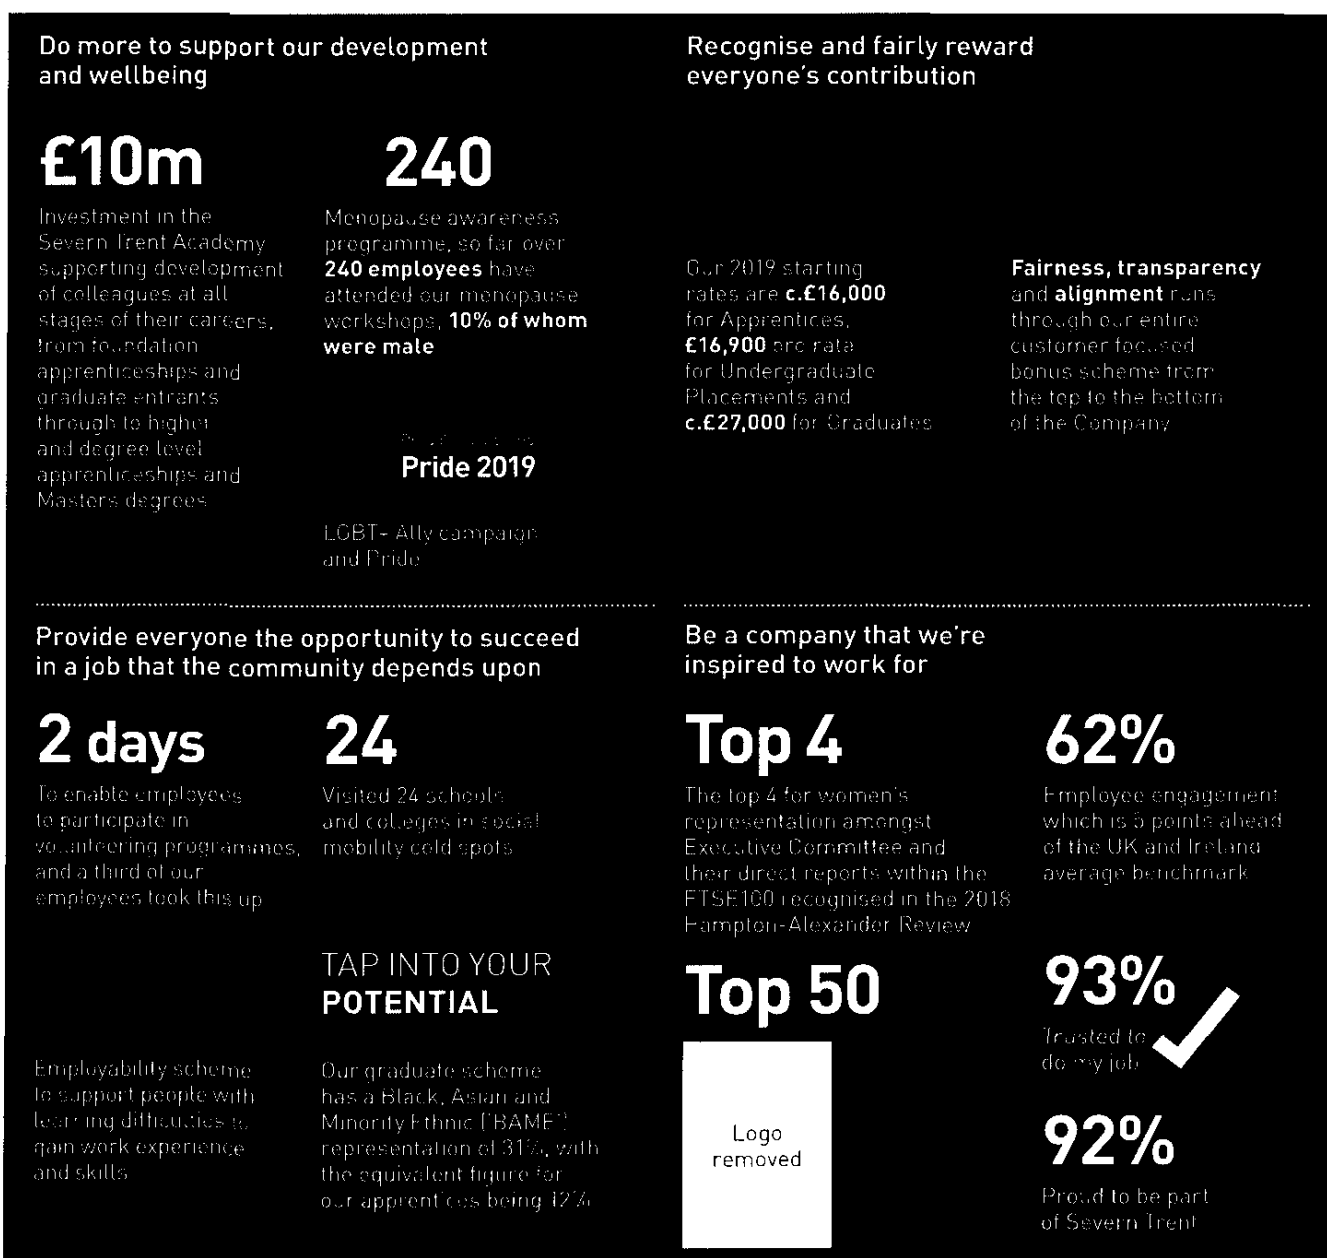 Do more to support our development
and wellbeing
£10m
Investment in the
Severn Trent Academy
supporting development
of colleagues at all
stages of their careers,
from foundation
apprenticeships and
graduate entrants
through to higher
and degree level
apprenticeships and
Masters degrees
240
Menopause awareness
programme, so far over
240 employees have
attended our menopause
workshops, 10% of whom
were male
Pride 2019
LGBT+ Ally campaign
and Pride
Recognise and fairly reward
everyone's contribution
Our 2019 starting
rates are c.£16,000
for Apprentices,
£16,900 pro rata
for Undergraduate
Placements and
c.£27,000 for Graduates
Fairness, transparency
and alignment runs
through our entire
customer focused
bonus scheme from
the top to the bottom
of the Company
Provide everyone the opportunity to succeed
in a job that the community depends upon
2 days
To enable employees
to participate in
volunteering programmes,
and a third of our
employees took this up
24
Visited 24 schools
and colleges in social
mobility cold spots
Employability scheme
to support people with
learning difficulties to
gain work experience
and skills
TAP INTO YOUR
POTENTIAL
Our graduate scheme
has a Black, Asian and
Minority Ethnic ('BAME')
representation of 31%, with
the equivalent figure for
our apprentices being 12%
Be a company that we're
inspired to work for
Top 4
The top 4 for women's
representation amongst
Executive Committee and
their direct reports within the
FTSE100 recognised in the 2018
Hampton-Alexander Review
62%
Employee engagement
which is 5 points ahead
of the UK and Ireland
average benchmark
Top 50
Logo
removed
93%
Trusted to
do my job
92%
Proud to be part
of Severn Trent